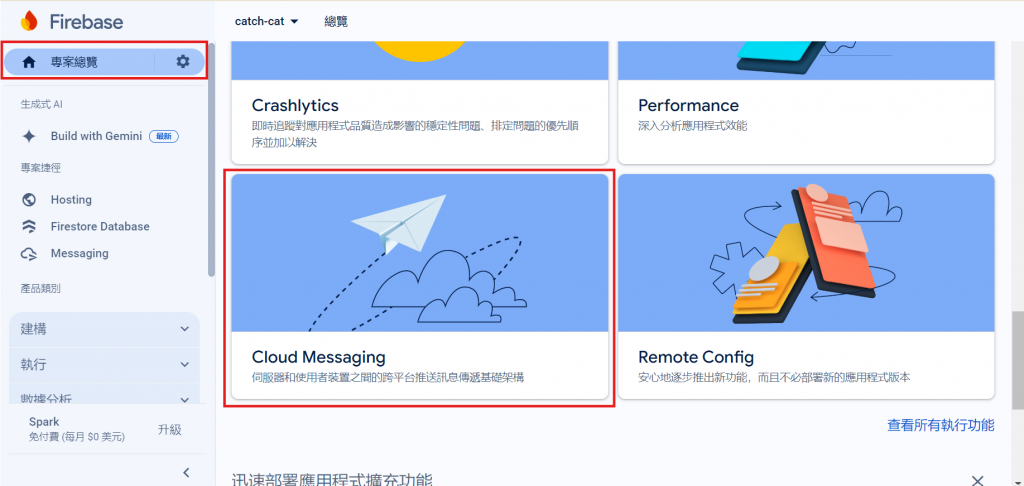 Firebase
專案總覽
生成式 AI
Build with Gemini 最新
專案捷徑
Hosting
Firestore Database
Messaging
產品類別
建構
執行
數據分析
Spark
免付費 (每月 $0 美元)
升級
catch-cat
總覽
Crashlytics
即時追蹤對應用程式品質造成影響的穩定性問題、排定問題的優先順
序並加以解決
Performance
深入分析應用程式效能
Cloud Messaging
伺服器和使用者裝置之間的跨平台推送訊息傳遞基礎架構
Remote Config
安心地逐步推出新功能，而且不必部署新的應用程式版本
查看所有執行功能
迅速部署應用程式擴充功能